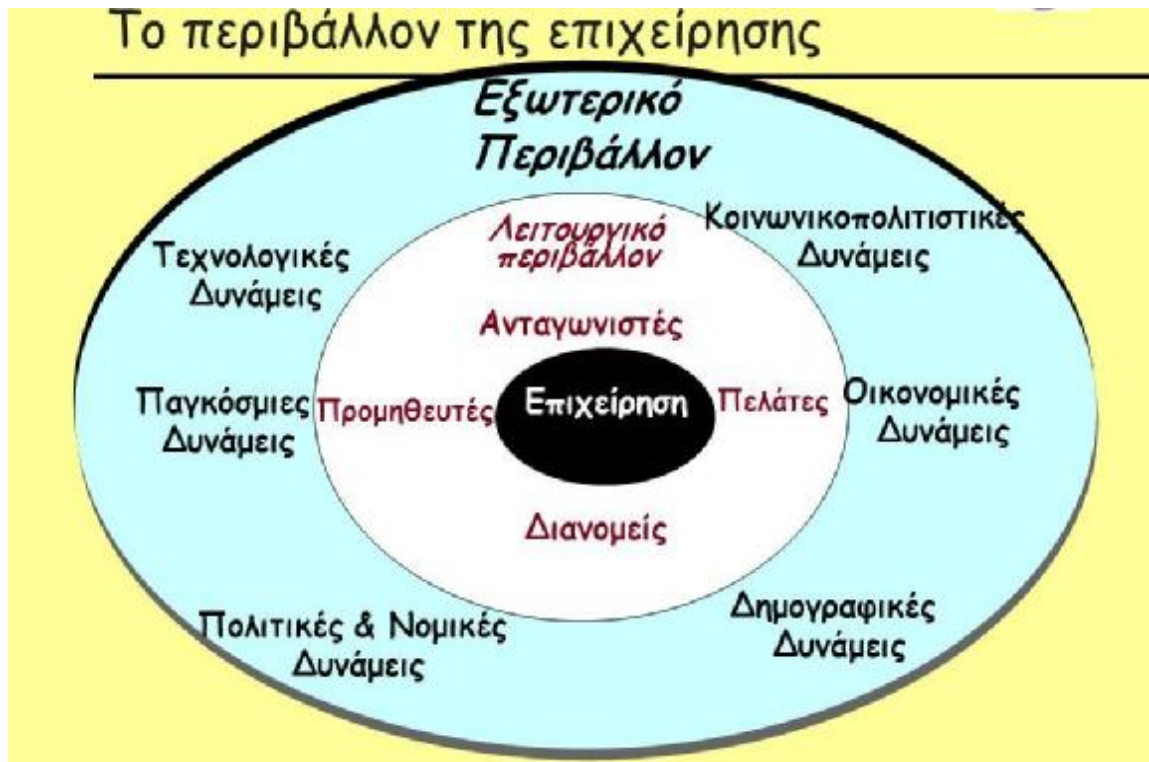 Το περιβάλλον της επιχείρησης
Εξωτερικό
Περιβάλλον
Λειτουργικό
περιβάλλον
Κοινωνικοπολιτιστικές
Δυνάμεις
Τεχνολογικές
Δυνάμεις
Ανταγωνιστές
Παγκόσμιες
Δυνάμεις
Προμηθευτές
Επιχείρηση
Πελάτες
Οικονομικές
Δυνάμεις
Διανομείς
Πολιτικές & Νομικές
Δυνάμεις
Δημογραφικές
Δυνάμεις